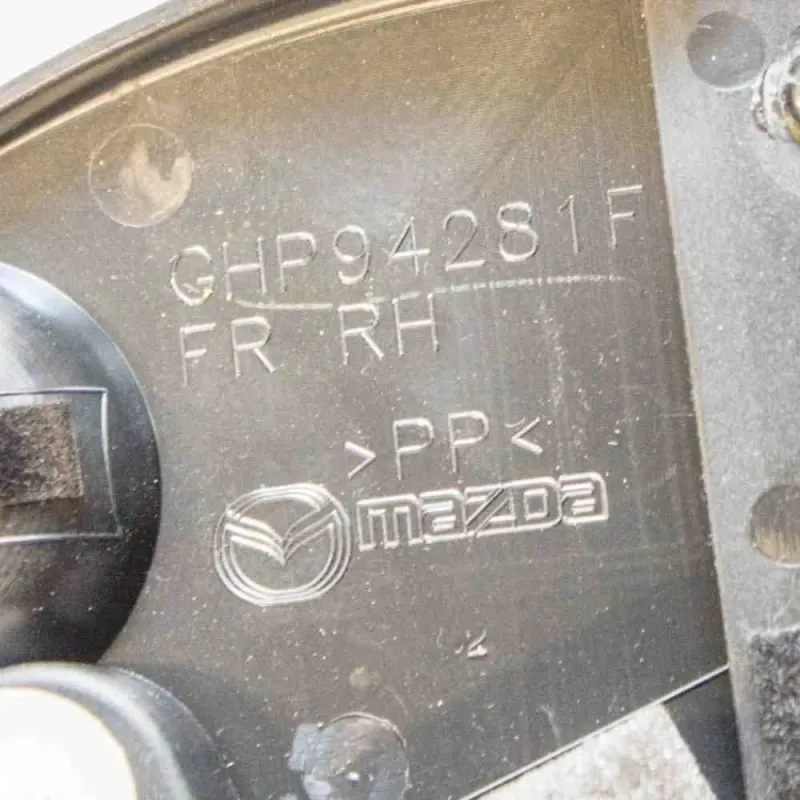 GHP94281F
FR RH
>PP<
mazda